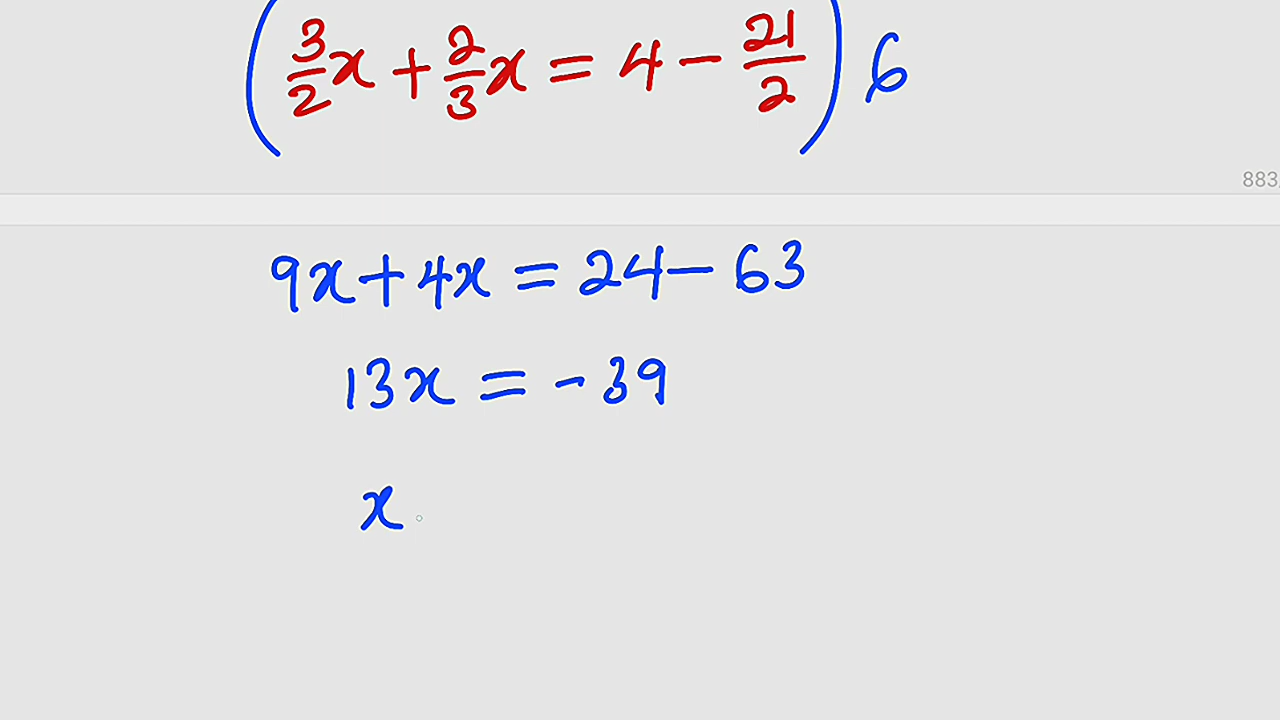 (3/2x + 2/3x = 4 - 21/2) 6
883
9x + 4x = 24 - 63
13x = -39
x